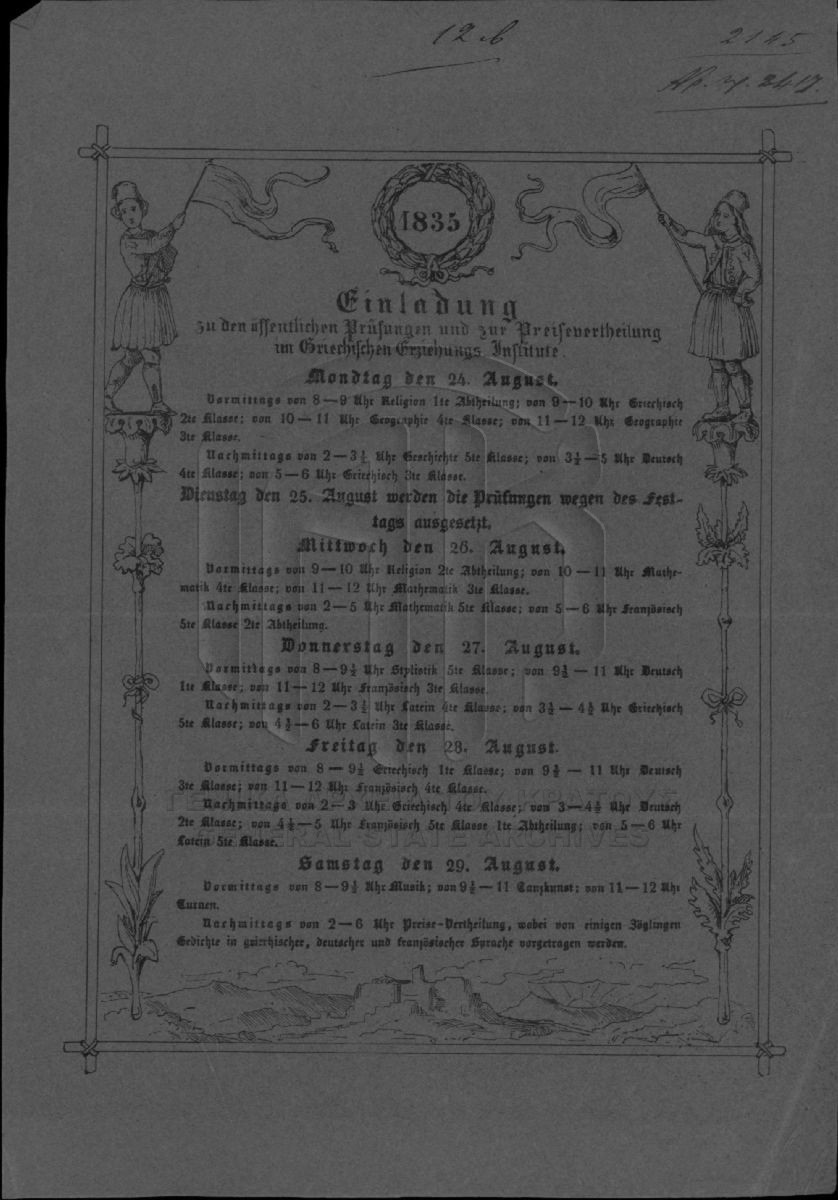 12 b
2115
1835
Einladung
zu den öffentlichen Prüfungen und zur Preisevertheilung
im Griechischen Erziehungs Institute.
Mondtag den 24. August.
Vormittags von 8—9 Uhr Religion 1te Abtheilung; von 9—10 Uhr Griechisch
2te Klasse; von 10—11 Uhr Geographie 4te Klasse; von 11—12 Uhr Geographie
3te Klasse.
Nachmittags von 2—3½ Uhr Geschichte 5te Klasse; von 3½—5 Uhr Deutsch
4te Klasse; von 5—6 Uhr Griechisch 3te Klasse.
Dienstag den 25. August werden die Prüfungen wegen des Fest-
tags ausgesetzt.
Mittwoch den 26. August.
Vormittags von 9—10 Uhr Religion 2te Abtheilung; von 10—11 Uhr Mathe-
matik 4te Klasse; von 11—12 Uhr Mathematik 3te Klasse.
Nachmittags von 2—5 Uhr Mathematik 5te Klasse; von 5—6 Uhr Französisch
5te Klasse 2te Abtheilung.
Donnerstag den 27. August.
Vormittags von 8—9½ Uhr Stylistik 5te Klasse; von 9½—11 Uhr Deutsch
1te Klasse; von 11—12 Uhr Französisch 3te Klasse.
Nachmittags von 2—3½ Uhr Latein 4te Klasse; von 3½—4½ Uhr Griechisch
5te Klasse; von 4½—6 Uhr Latein 3te Klasse.
Freitag den 28. August.
Vormittags von 8—9½ Griechisch 1te Klasse; von 9½—11 Uhr Deutsch
3te Klasse; von 11—12 Uhr Französisch 4te Klasse.
Nachmittags von 2—3 Uhr Griechisch 4te Klasse; von 3—4½ Uhr Deutsch
2te Klasse; von 4½—5 Uhr Französisch 5te Klasse 1te Abtheilung; von 5—6 Uhr
Latein 5te Klasse.
GENERAL STATE ARCHIVES
Samstag den 29. August.
Vormittags von 8—9½ Uhr Musik; von 9½—11 Tanzkunst; von 11—12 Uhr
Turnen.
Nachmittags von 2—6 Uhr Preise-Vertheilung, wobei von einigen Zöglingen
Gedichte in griechischer, deutscher und französischer Sprache vorgetragen werden.